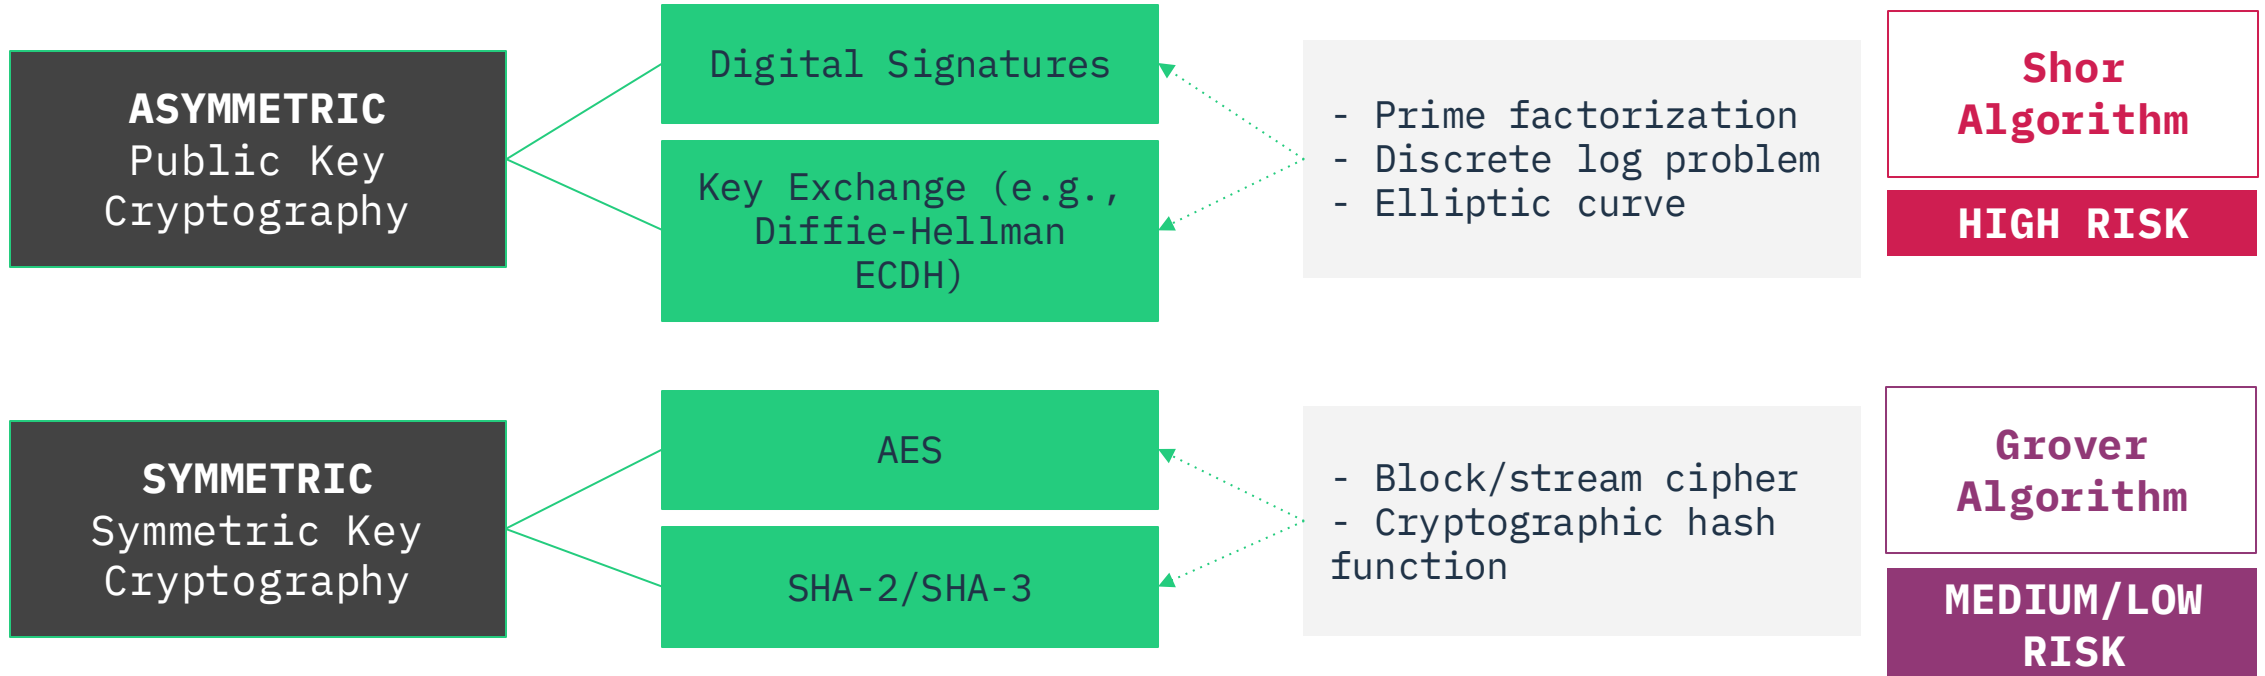 ASYMMETRIC
Public Key
Cryptography
Digital Signatures
Key Exchange (e.g.,
Diffie-Hellman
ECDH)
- Prime factorization
- Discrete log problem
- Elliptic curve
Shor
Algorithm
HIGH RISK
SYMMETRIC
Symmetric Key
Cryptography
AES
SHA-2/SHA-3
- Block/stream cipher
- Cryptographic hash
function
Grover
Algorithm
MEDIUM/LOW
RISK